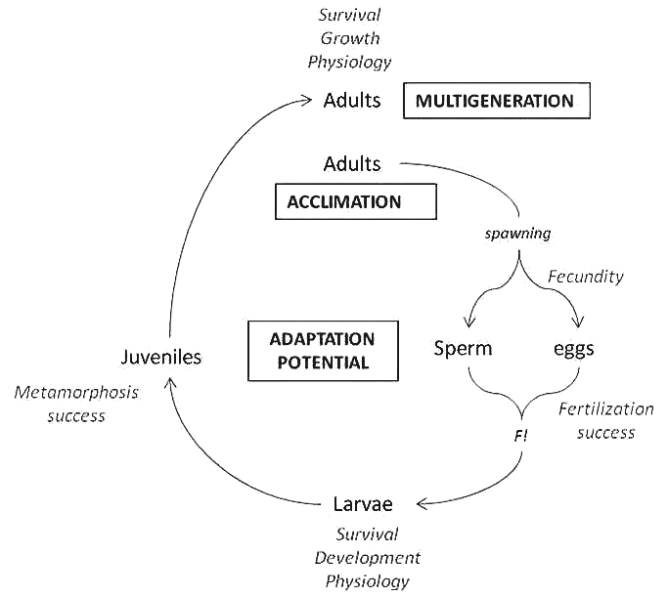 Survival
Growth
Physiology
Adults
MULTIGENERATION
Adults
ACCLIMATION
spawning
Fecundity
ADAPTATION
POTENTIAL
Sperm
eggs
Juveniles
Metamorphosis
success
Fertilization
success
F!
Larvae
Survival
Development
Physiology